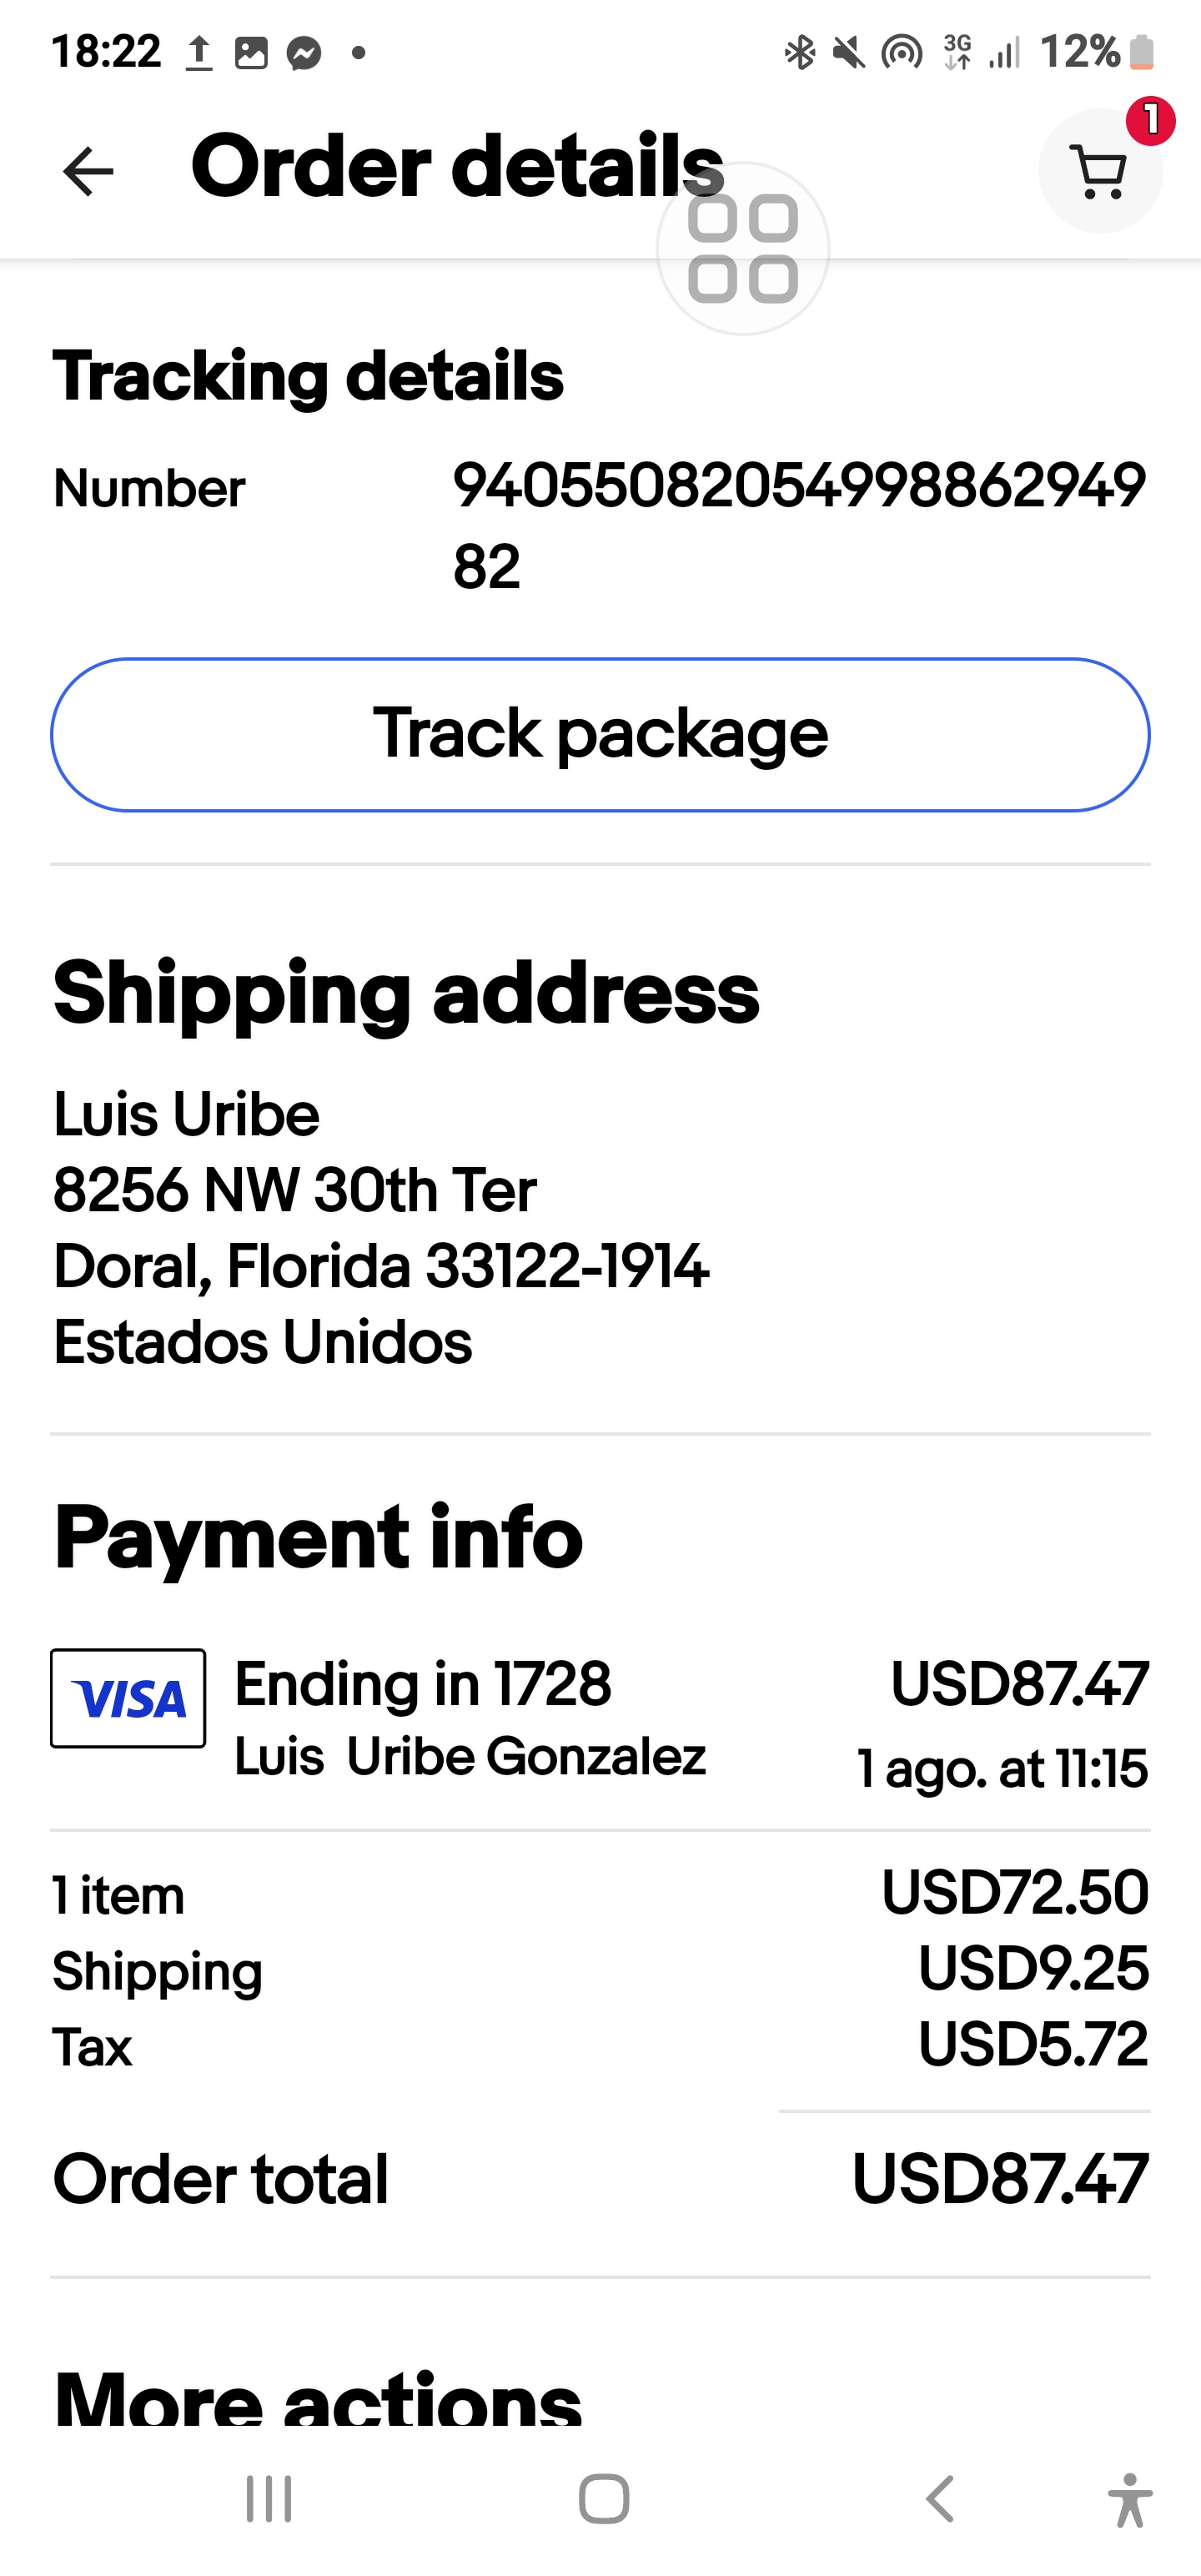 18:22 3G 12%
Order details 1
Tracking details
Number 94055082054998862949
82
Track package
Shipping address
Luis Uribe
8256 NW 30th Ter
Doral, Florida 33122-1914
Estados Unidos
Payment info
VISA Ending in 1728 USD87.47
Luis Uribe Gonzalez 1 ago. at 11:15
1 item USD72.50
Shipping USD9.25
Tax USD5.72
Order total USD87.47
More actions